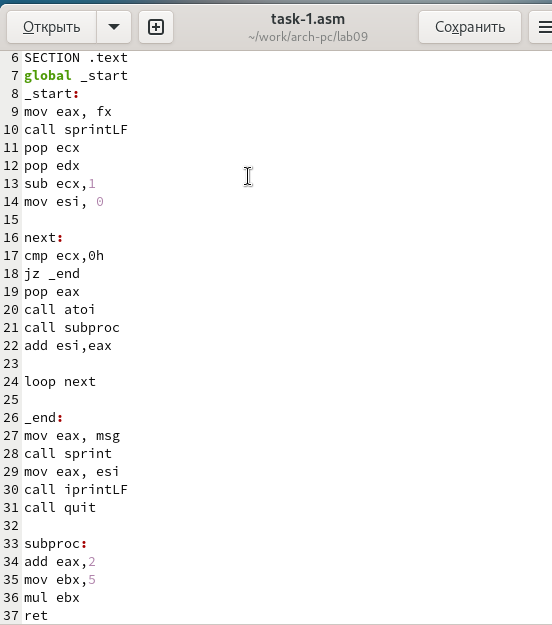 Открыть
task-1.asm
~/work/arch-pc/lab09
Сохранить
6 SECTION .text
7 global _start
8 _start:
9 mov eax, fx
10 call sprintLF
11 pop ecx
12 pop edx
13 sub ecx,1
14 mov esi, 0
15
16 next:
17 cmp ecx,0h
18 jz _end
19 pop eax
20 call atoi
21 call subproc
22 add esi,eax
23
24 loop next
25
26 _end:
27 mov eax, msg
28 call sprint
29 mov eax, esi
30 call iprintLF
31 call quit
32
33 subproc:
34 add eax,2
35 mov ebx,5
36 mul ebx
37 ret